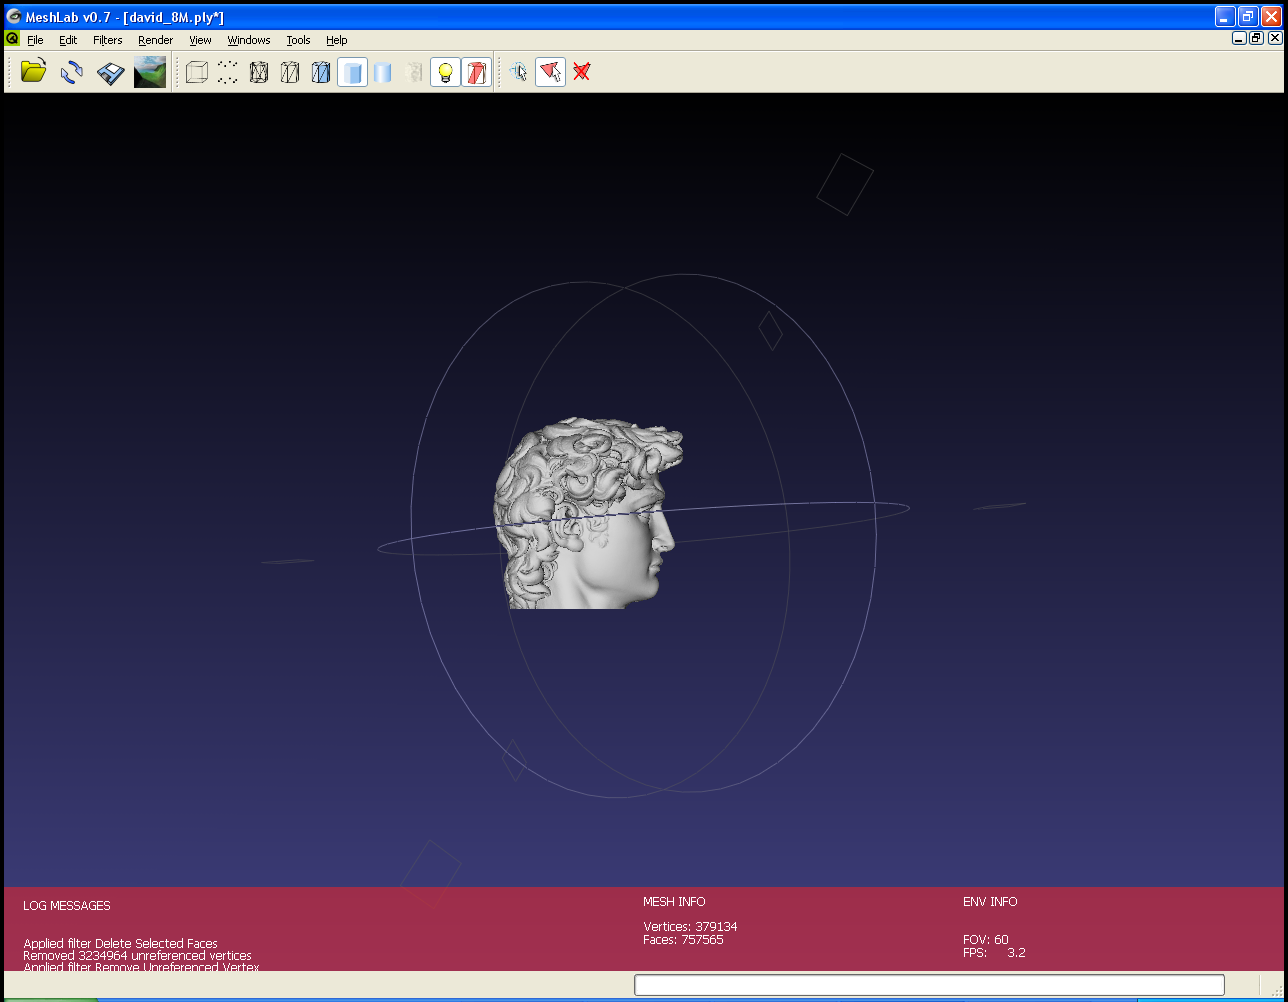 MeshLab v0.7 - [david_8M.ply*]
File Edit Filters Render View Windows Tools Help
LOG MESSAGES
Applied filter Delete Selected Faces
Removed 3234964 unreferenced vertices
Applied filter Remove Unreferenced Vertex
MESH INFO
Vertices: 379134
Faces: 757565
ENV INFO
FOV: 60
FPS: 3.2